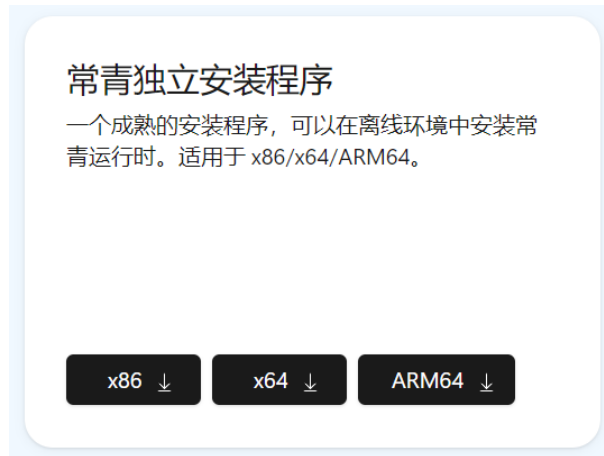 常青独立安装程序
一个成熟的安装程序，可以在离线环境中安装常
青运行时。适用于 x86/x64/ARM64。
x86 ↓ x64 ↓ ARM64 ↓